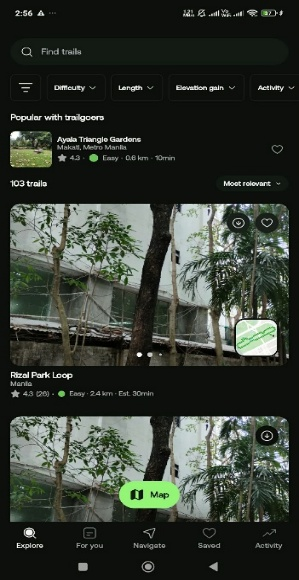 2:56
Find trails
Difficulty
Length
Elevation gain
Activity
Popular with trailgoers
Ayala Triangle Gardens
Makati, Metro Manila
4.3 · Easy · 0.6 km · 10min
103 trails
Most relevant
Rizal Park Loop
Manila
4.3 (26) · Easy · 2.4 km · Est. 30min
Map
Explore
For you
Navigate
Saved
Activity